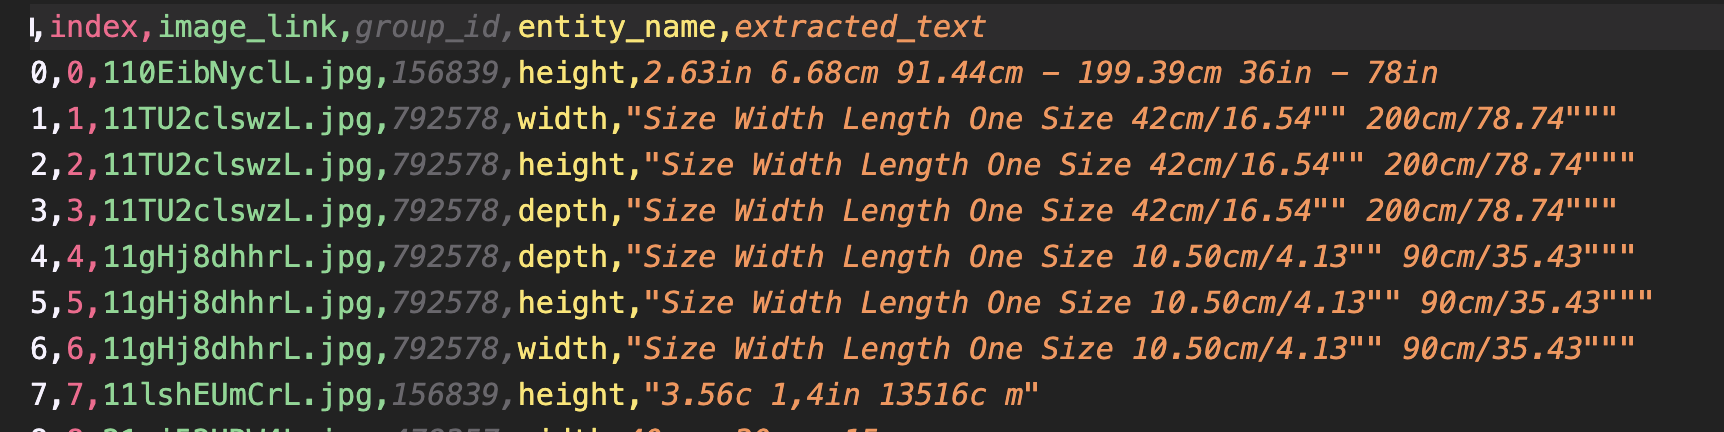 ,index,image_link,group_id,entity_name,extracted_text
0,0,110EibNyclL.jpg,156839,height,2.63in 6.68cm 91.44cm - 199.39cm 36in - 78in
1,1,11TU2clswzL.jpg,792578,width,"Size Width Length One Size 42cm/16.54"" 200cm/78.74"""
2,2,11TU2clswzL.jpg,792578,height,"Size Width Length One Size 42cm/16.54"" 200cm/78.74"""
3,3,11TU2clswzL.jpg,792578,depth,"Size Width Length One Size 42cm/16.54"" 200cm/78.74"""
4,4,11gHj8dhhrL.jpg,792578,depth,"Size Width Length One Size 10.50cm/4.13"" 90cm/35.43"""
5,5,11gHj8dhhrL.jpg,792578,height,"Size Width Length One Size 10.50cm/4.13"" 90cm/35.43"""
6,6,11gHj8dhhrL.jpg,792578,width,"Size Width Length One Size 10.50cm/4.13"" 90cm/35.43"""
7,7,11lshEUmCrL.jpg,156839,height,"3.56c 1,4in 13516c m"